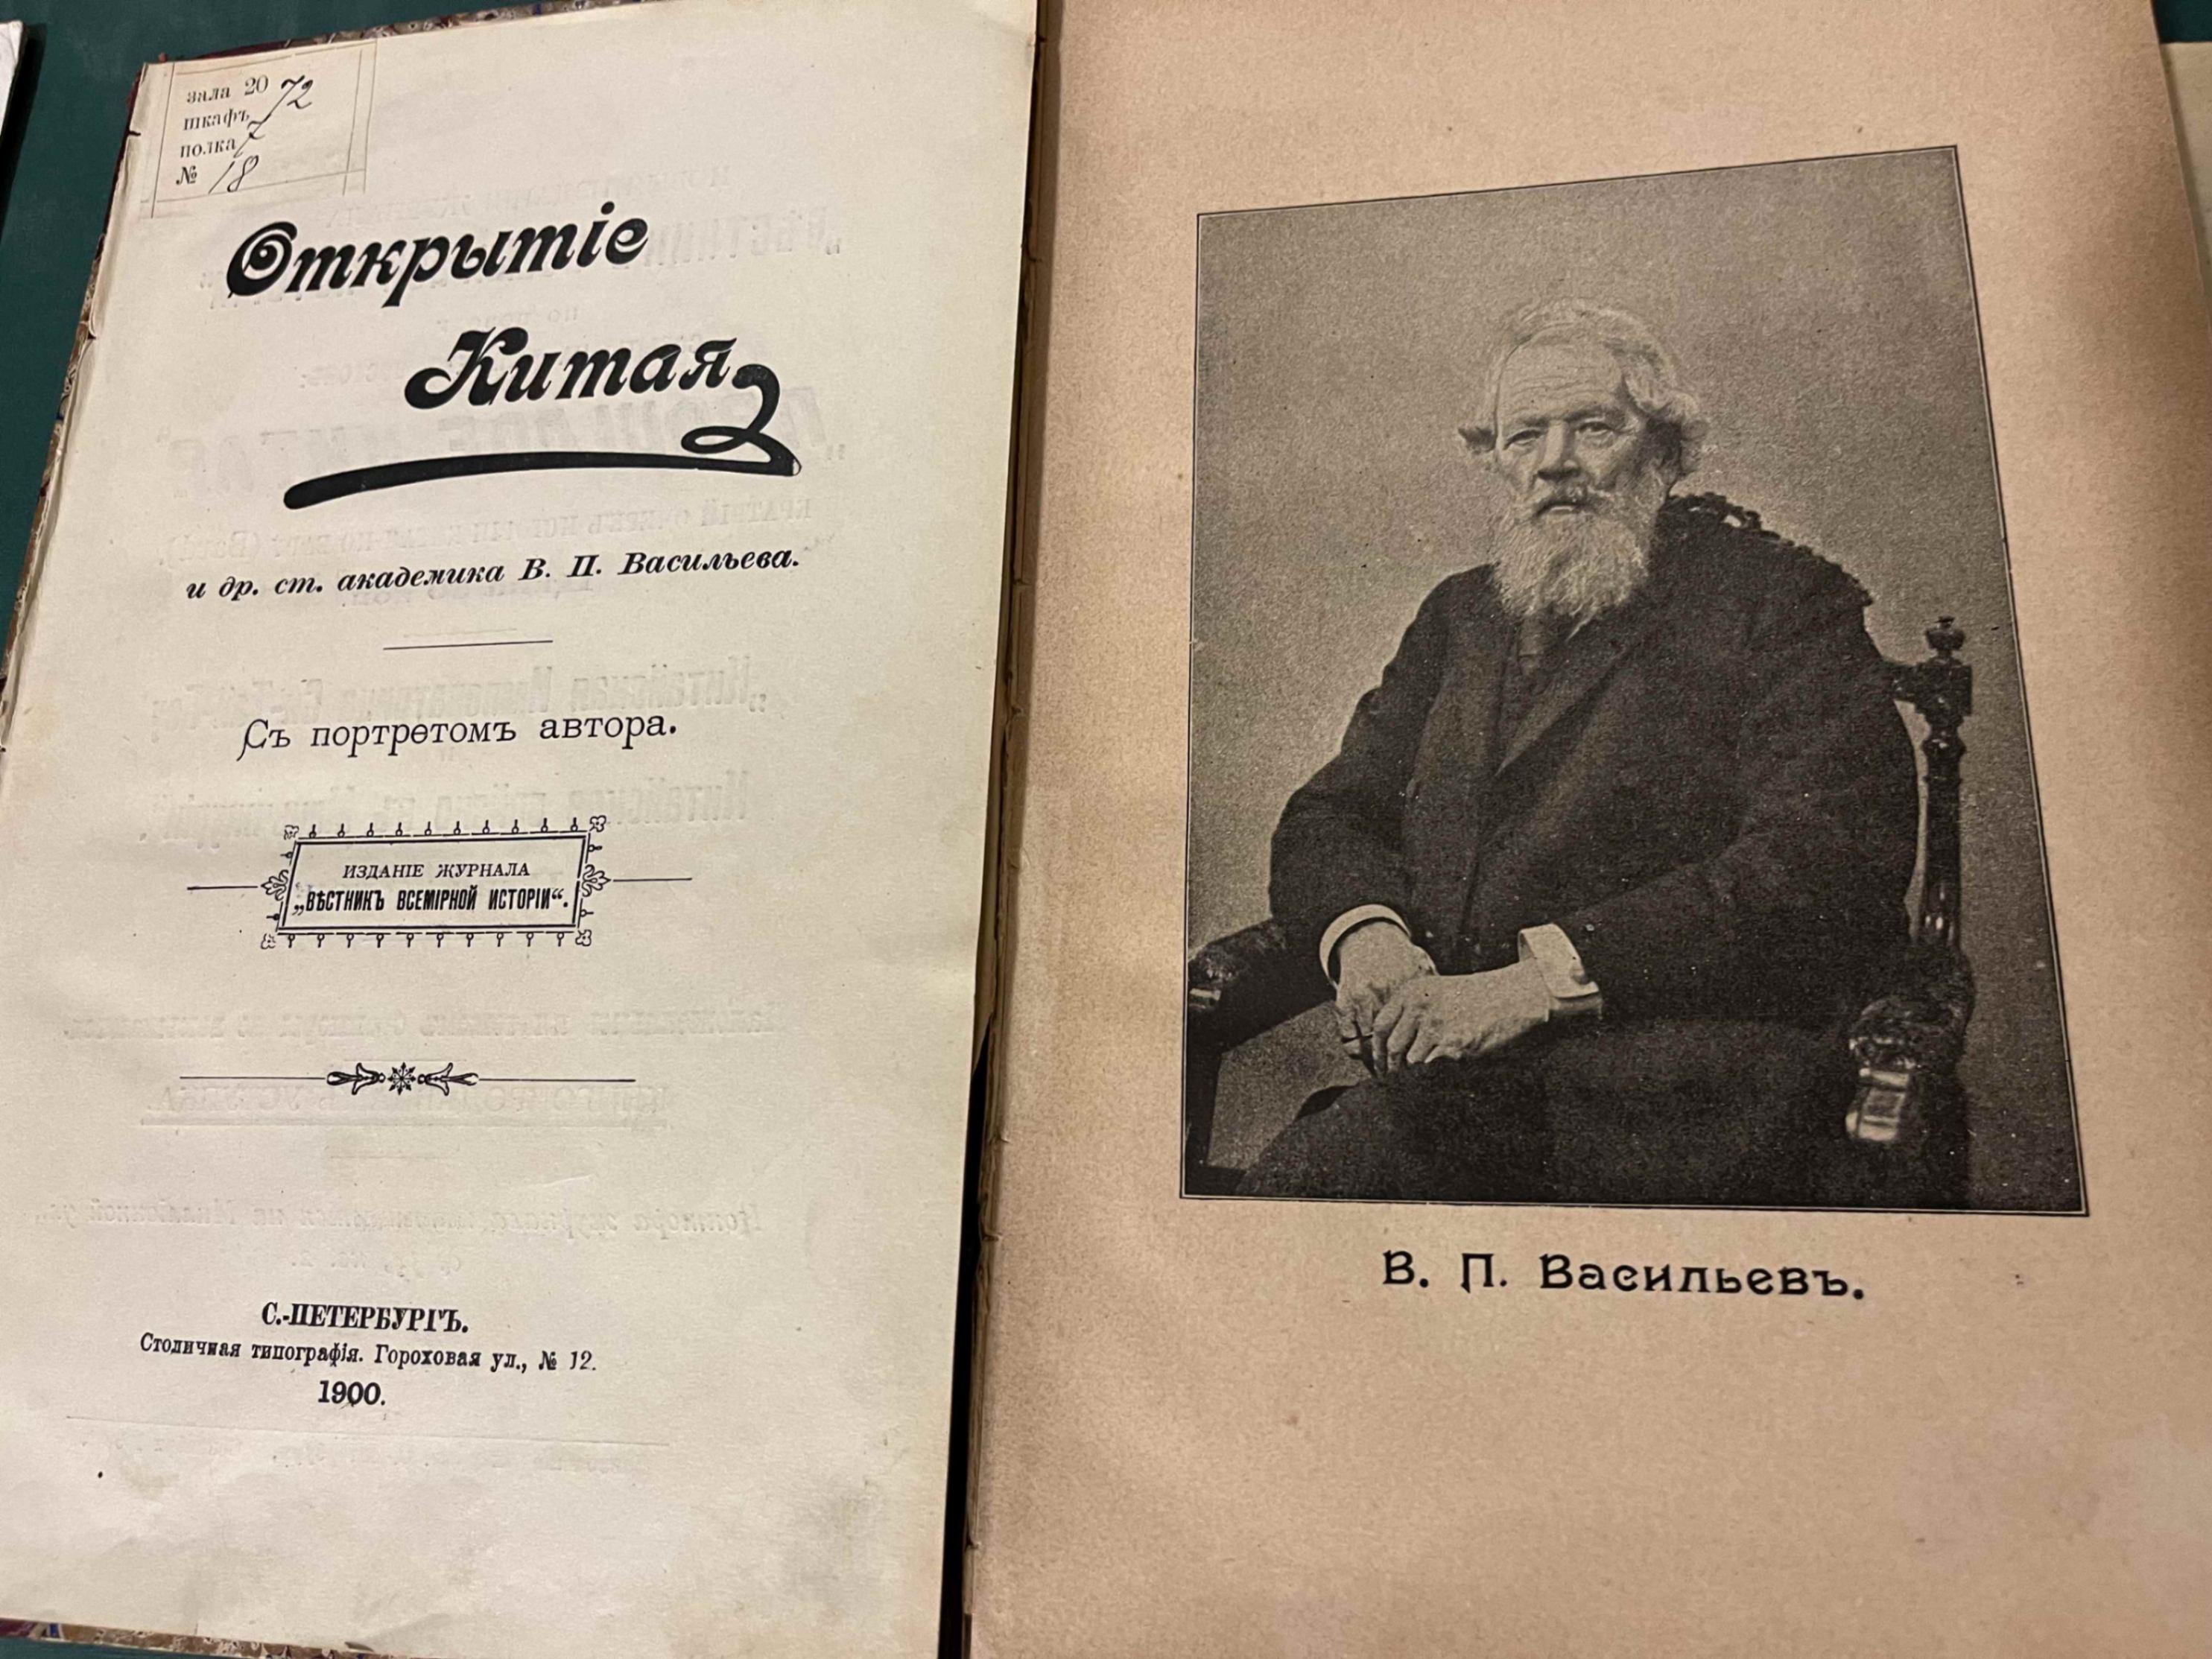 зала 20
шкафъ 72
полка 7
№ 18
Открытіе
Китая
и др. ст. академика В. П. Васильева.
Съ портретомъ автора.
ИЗДАНІЕ ЖУРНАЛА
„ВѢСТНИКЪ ВСЕМІРНОЙ ИСТОРІИ“.
С.-ПЕТЕРБУРГЪ.
Столичная типографія. Гороховая ул., № 12.
1900.
В. П. Васильевъ.